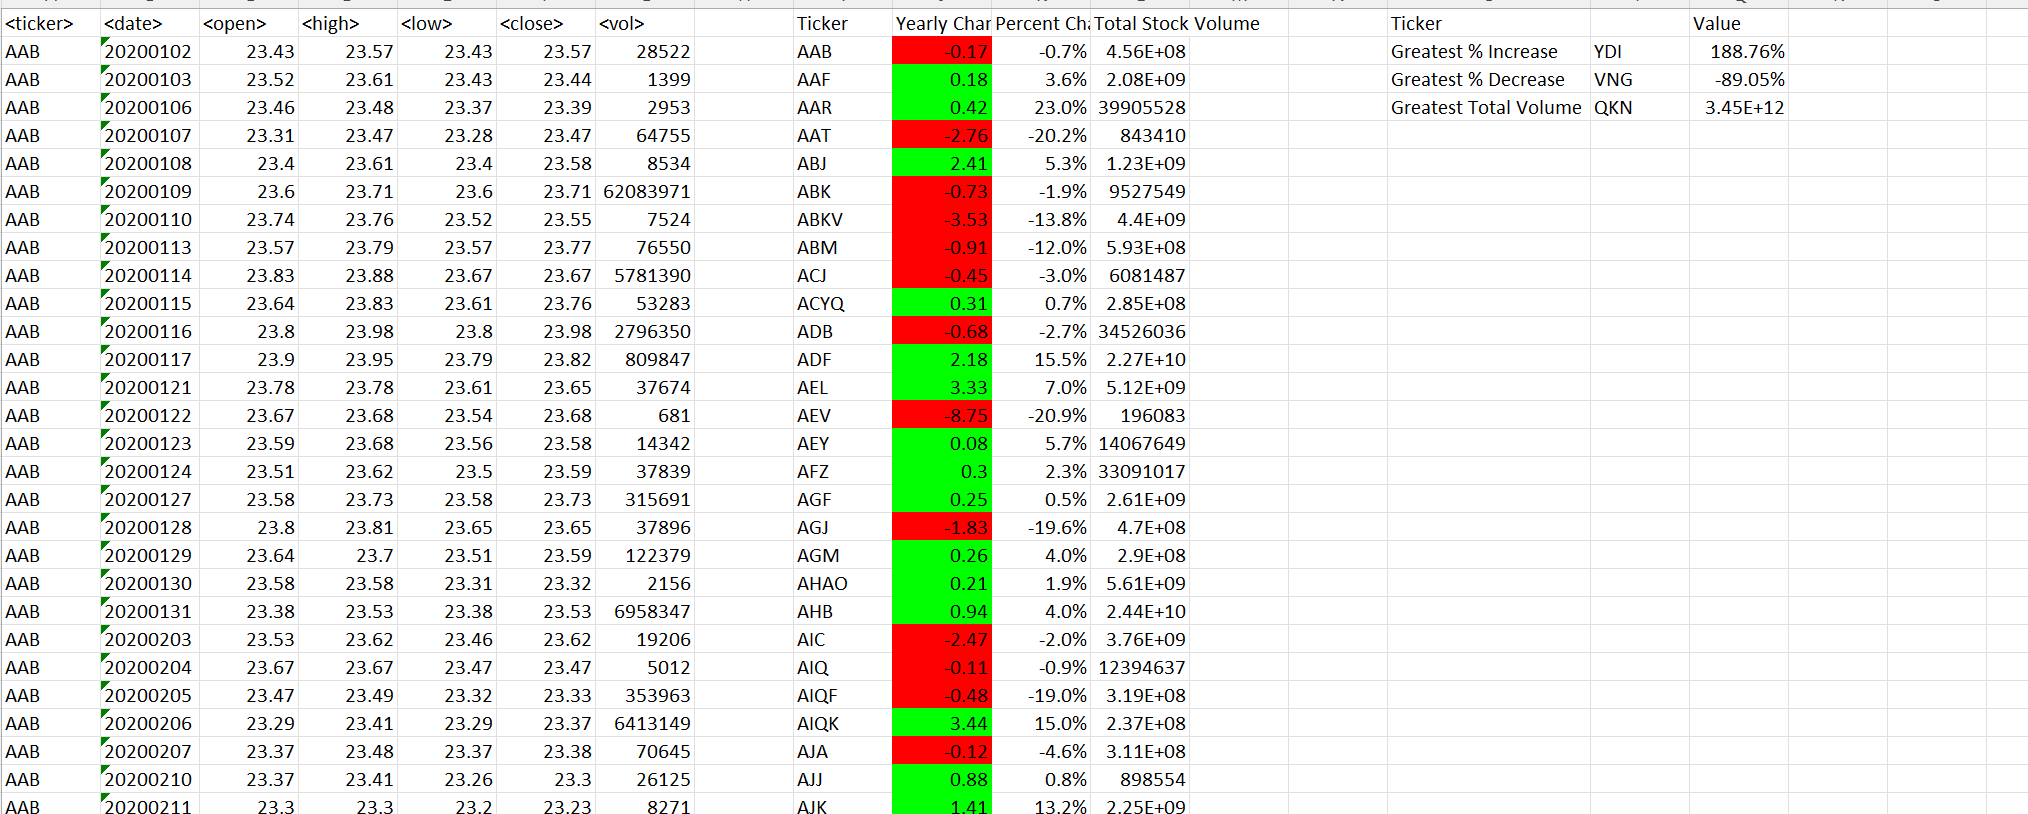 <ticker> <date> <open> <high> <low> <close> <vol> Ticker Yearly Char Percent Cha Total Stock Volume Ticker Value
AAB 20200102 23.43 23.57 23.43 23.57 28522 AAB -0.17 -0.7% 4.56E+08 Greatest % Increase YDI 188.76%
AAB 20200103 23.52 23.61 23.43 23.44 1399 AAF 0.18 3.6% 2.08E+09 Greatest % Decrease VNG -89.05%
AAB 20200106 23.46 23.48 23.37 23.39 2953 AAR 0.42 23.0% 39905528 Greatest Total Volume QKN 3.45E+12
AAB 20200107 23.31 23.47 23.28 23.47 64755 AAT -2.76 -20.2% 843410
AAB 20200108 23.4 23.61 23.4 23.58 8534 ABJ 2.41 5.3% 1.23E+09
AAB 20200109 23.6 23.71 23.6 23.71 62083971 ABK -0.73 -1.9% 9527549
AAB 20200110 23.74 23.76 23.52 23.55 7524 ABKV -3.53 -13.8% 4.4E+09
AAB 20200113 23.57 23.79 23.57 23.77 76550 ABM -0.91 -12.0% 5.93E+08
AAB 20200114 23.83 23.88 23.67 23.67 5781390 ACJ -0.45 -3.0% 6081487
AAB 20200115 23.64 23.83 23.61 23.76 53283 ACYQ 0.31 0.7% 2.85E+08
AAB 20200116 23.8 23.98 23.8 23.98 2796350 ADB -0.68 -2.7% 34526036
AAB 20200117 23.9 23.95 23.79 23.82 809847 ADF 2.18 15.5% 2.27E+10
AAB 20200121 23.78 23.78 23.61 23.65 37674 AEL 3.33 7.0% 5.12E+09
AAB 20200122 23.67 23.68 23.54 23.68 681 AEV -8.75 -20.9% 196083
AAB 20200123 23.59 23.68 23.56 23.58 14342 AEY 0.08 5.7% 14067649
AAB 20200124 23.51 23.62 23.5 23.59 37839 AFZ 0.3 2.3% 33091017
AAB 20200127 23.58 23.73 23.58 23.73 315691 AGF 0.25 0.5% 2.61E+09
AAB 20200128 23.8 23.81 23.65 23.65 37896 AGJ -1.83 -19.6% 4.7E+08
AAB 20200129 23.64 23.7 23.51 23.59 122379 AGM 0.26 4.0% 2.9E+08
AAB 20200130 23.58 23.58 23.31 23.32 2156 AHAO 0.21 1.9% 5.61E+09
AAB 20200131 23.38 23.53 23.38 23.53 6958347 AHB 0.94 4.0% 2.44E+10
AAB 20200203 23.53 23.62 23.46 23.62 19206 AIC -2.47 -2.0% 3.76E+09
AAB 20200204 23.67 23.67 23.47 23.47 5012 AIQ -0.11 -0.9% 12394637
AAB 20200205 23.47 23.49 23.32 23.33 353963 AIQF -0.48 -19.0% 3.19E+08
AAB 20200206 23.29 23.41 23.29 23.37 6413149 AIQK 3.44 15.0% 2.37E+08
AAB 20200207 23.37 23.48 23.37 23.38 70645 AJA -0.12 -4.6% 3.11E+08
AAB 20200210 23.37 23.41 23.26 23.3 26125 AJJ 0.88 0.8% 898554
AAB 20200211 23.3 23.3 23.2 23.23 8271 AJK 1.41 13.2% 2.25E+09